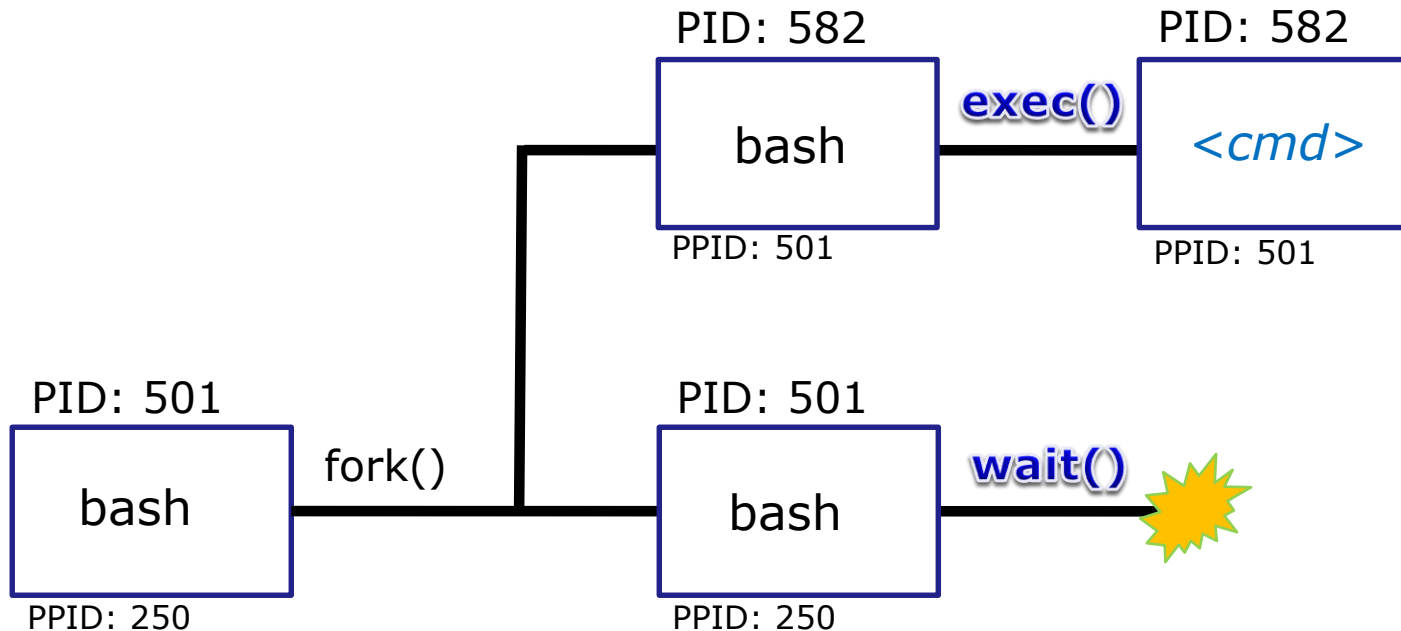 PID: 582
PID: 582
bash
exec()
<cmd>
PPID: 501
PPID: 501
PID: 501
PID: 501
bash
fork()
bash
wait()
PPID: 250
PPID: 250